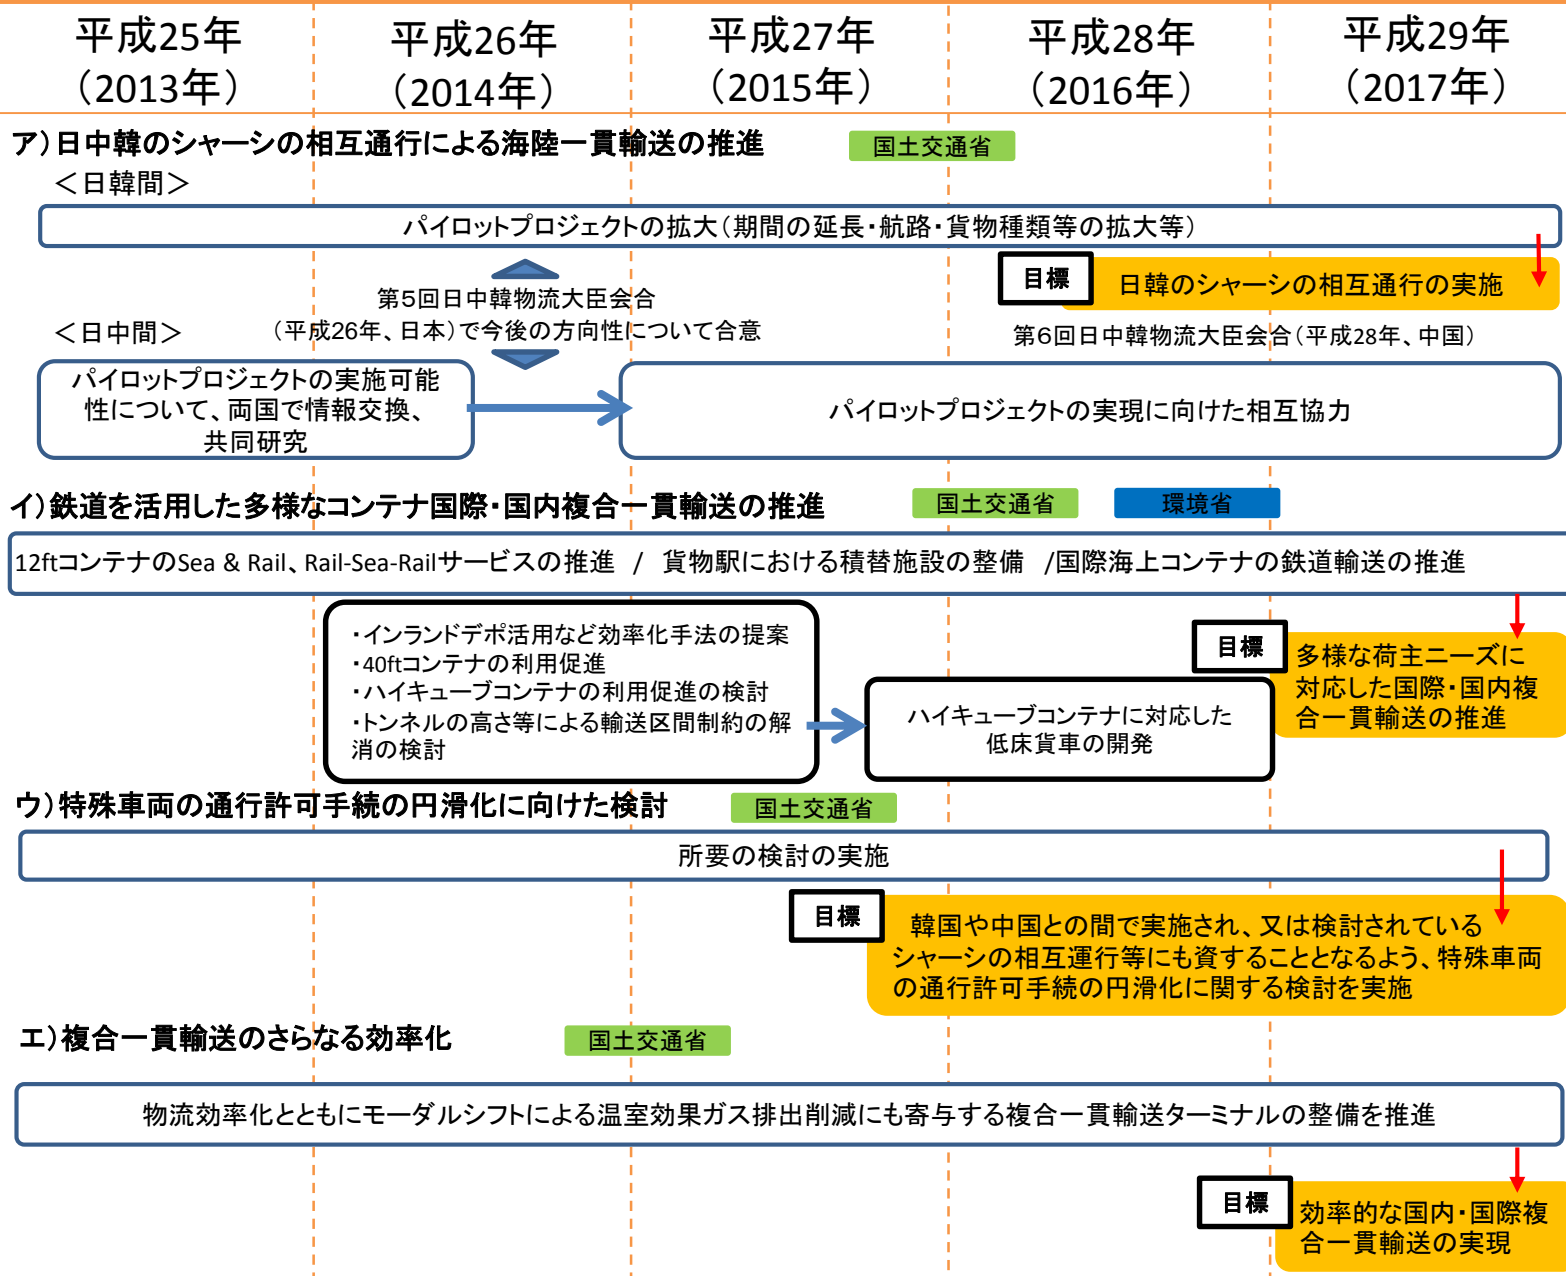 平成25年
（2013年）
平成26年
（2014年）
平成27年
（2015年）
平成28年
（2016年）
平成29年
（2017年）
ア）日中韓のシャーシの相互通行による海陸一貫輸送の推進
国土交通省
＜日韓間＞
パイロットプロジェクトの拡大（期間の延長・航路・貨物種類等の拡大等）
目標
日韓のシャーシの相互通行の実施
第5回日中韓物流大臣会合
（平成26年、日本）で今後の方向性について合意
第6回日中韓物流大臣会合（平成28年、中国）
＜日中間＞
パイロットプロジェクトの実施可能
性について、両国で情報交換、
共同研究
パイロットプロジェクトの実現に向けた相互協力
イ）鉄道を活用した多様なコンテナ国際・国内複合一貫輸送の推進
国土交通省
環境省
12ftコンテナのSea & Rail、Rail-Sea-Railサービスの推進 / 貨物駅における積替施設の整備 /国際海上コンテナの鉄道輸送の推進
・インランドデポ活用など効率化手法の提案
・40ftコンテナの利用促進
・ハイキューブコンテナの利用促進の検討
・トンネルの高さ等による輸送区間制約の解
消の検討
ハイキューブコンテナに対応した
低床貨車の開発
目標
多様な荷主ニーズに
対応した国際・国内複
合一貫輸送の推進
ウ）特殊車両の通行許可手続の円滑化に向けた検討
国土交通省
所要の検討の実施
目標
韓国や中国との間で実施され、又は検討されている
シャーシの相互運行等にも資することとなるよう、特殊車両
の通行許可手続の円滑化に関する検討を実施
エ）複合一貫輸送のさらなる効率化
国土交通省
物流効率化とともにモーダルシフトによる温室効果ガス排出削減にも寄与する複合一貫輸送ターミナルの整備を推進
目標
効率的な国内・国際複
合一貫輸送の実現